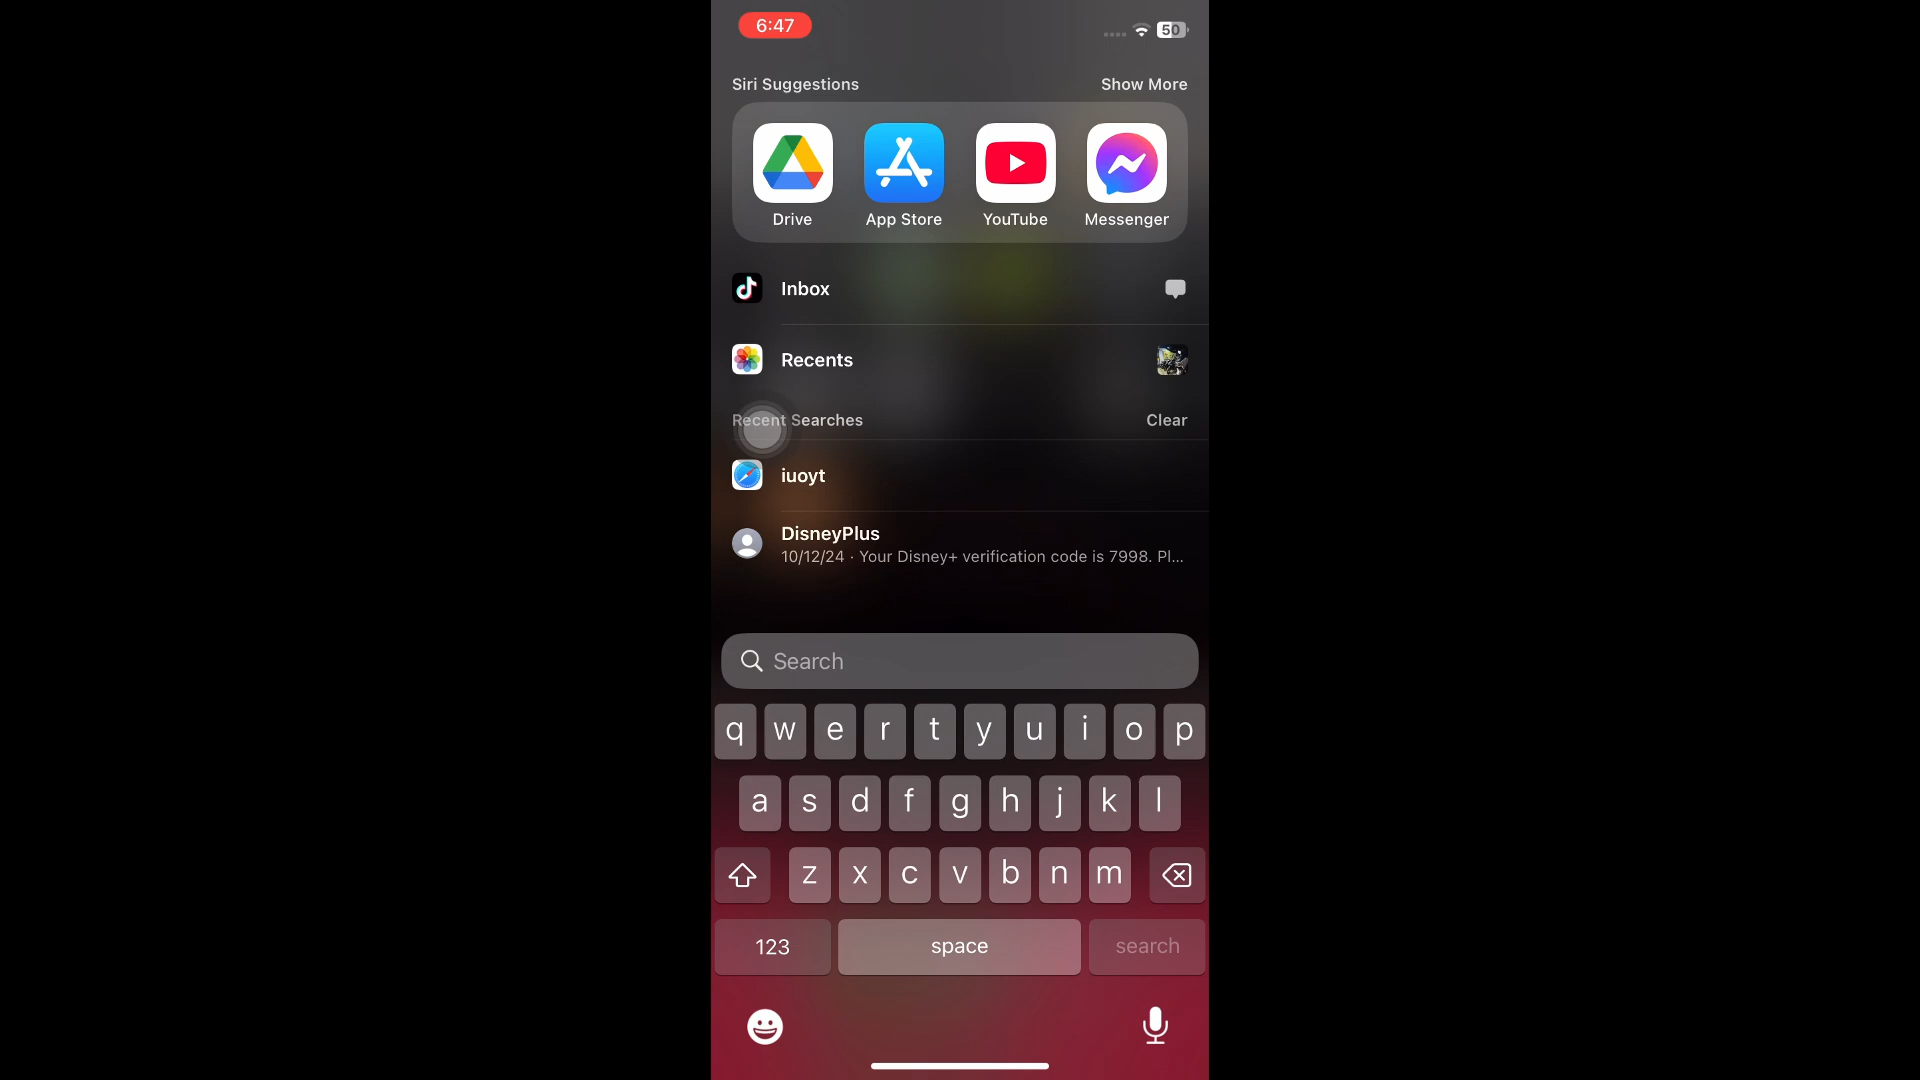 6:47
50
Siri Suggestions
Show More
Drive
App Store
YouTube
Messenger
Inbox
Recents
Recent Searches
Clear
iuoyt
DisneyPlus
10/12/24 · Your Disney+ verification code is 7998. Pl...
Search
q w e r t y u i o p
a s d f g h j k l
z x c v b n m
123
space
search